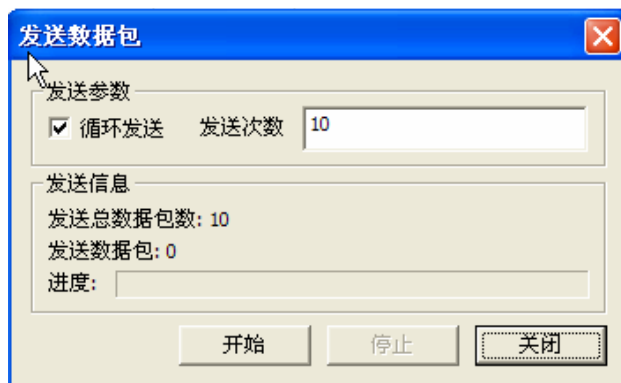 发送数据包
发送参数
循环发送 发送次数 10
发送信息
发送总数据包数: 10
发送数据包: 0
进度:
开始 停止 关闭